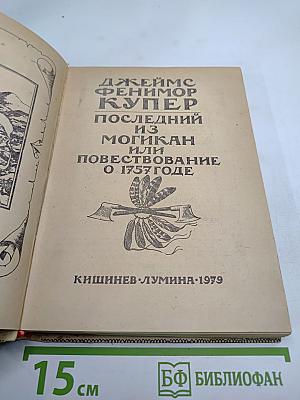 ДЖЕЙМС
ФЕНИМОР
КУПЕР
ПОСЛЕДНИЙ
ИЗ
МОГИКАН
ИЛИ
ПОВЕСТВОВАНИЕ
О 1757 ГОДЕ
КИШИНЕВ·ЛУМИНА·1979
15 см
БФ БИБЛИОФАН